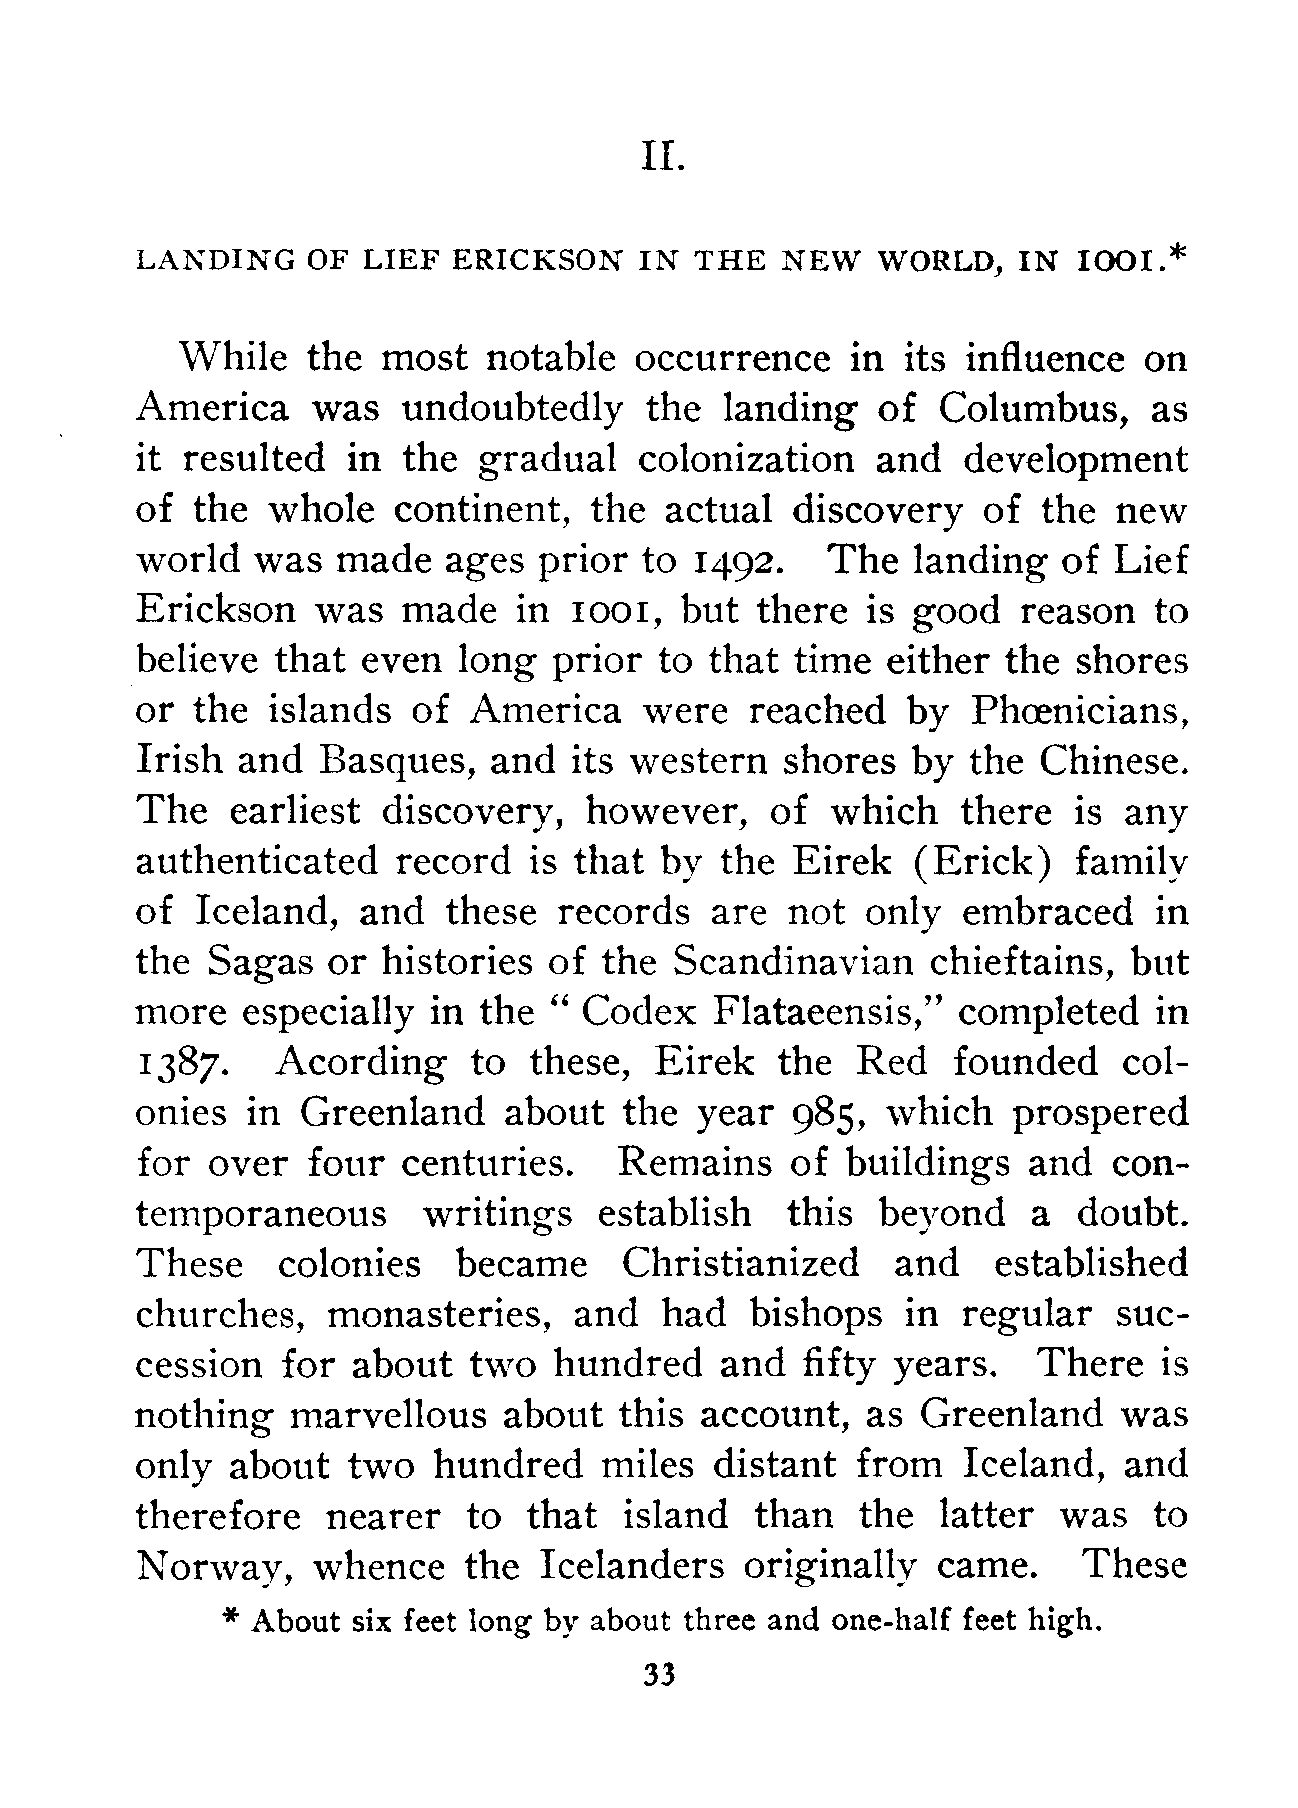 II.
LANDING OF LIEF ERICKSON IN THE NEW WORLD, IN 1001.*
While the most notable occurrence in its influence on
America was undoubtedly the landing of Columbus, as
it resulted in the gradual colonization and development
of the whole continent, the actual discovery of the new
world was made ages prior to 1492. The landing of Lief
Erickson was made in 1001, but there is good reason to
believe that even long prior to that time either the shores
or the islands of America were reached by Phœnicians,
Irish and Basques, and its western shores by the Chinese.
The earliest discovery, however, of which there is any
authenticated record is that by the Eirek (Erick) family
of Iceland, and these records are not only embraced in
the Sagas or histories of the Scandinavian chieftains, but
more especially in the “ Codex Flataeensis,” completed in
1387. Acording to these, Eirek the Red founded col-
onies in Greenland about the year 985, which prospered
for over four centuries. Remains of buildings and con-
temporaneous writings establish this beyond a doubt.
These colonies became Christianized and established
churches, monasteries, and had bishops in regular suc-
cession for about two hundred and fifty years. There is
nothing marvellous about this account, as Greenland was
only about two hundred miles distant from Iceland, and
therefore nearer to that island than the latter was to
Norway, whence the Icelanders originally came. These
* About six feet long by about three and one-half feet high.
33